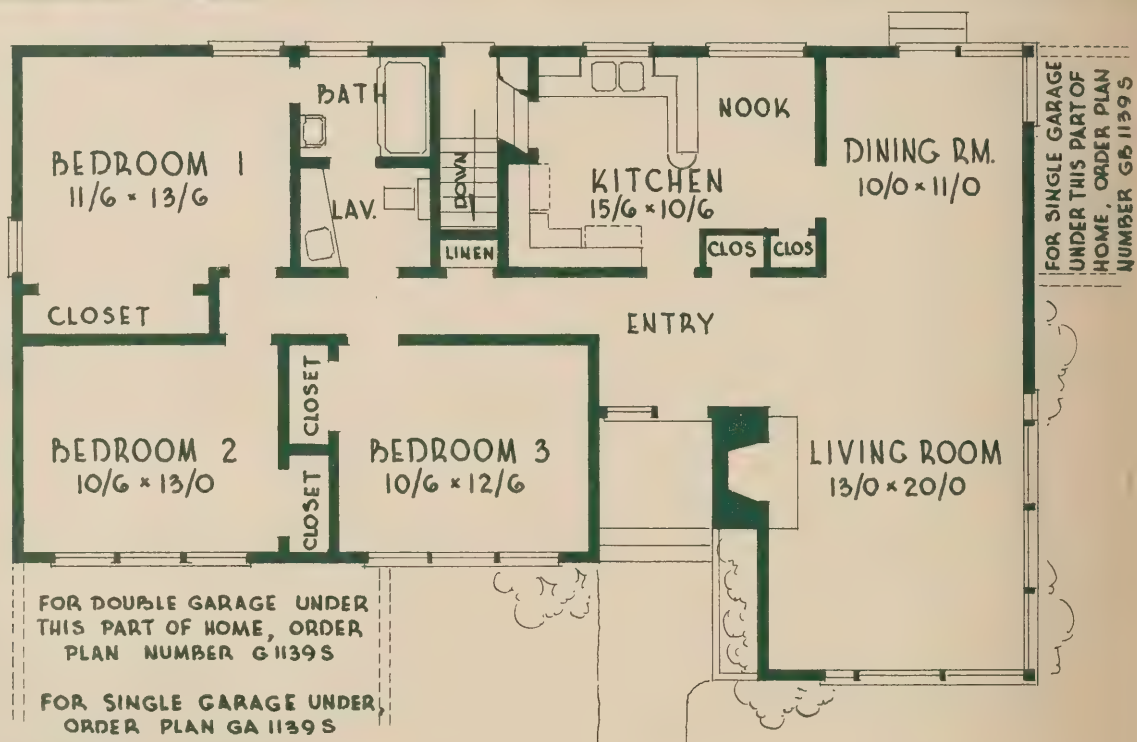 BATH
NOOK
BEDROOM 1
11/6 × 13/6
DINING RM.
10/0 × 11/0
KITCHEN
15/6 × 10/6
DOWN
LAV.
LINEN
CLOS
CLOS
CLOSET
ENTRY
BEDROOM 2
10/6 × 13/0
CLOSET
CLOSET
BEDROOM 3
10/6 × 12/6
LIVING ROOM
13/0 × 20/0
FOR SINGLE GARAGE
UNDER THIS PART OF
HOME, ORDER PLAN
NUMBER GB 1139 S
FOR DOUBLE GARAGE UNDER
THIS PART OF HOME, ORDER
PLAN NUMBER G 1139 S
FOR SINGLE GARAGE UNDER,
ORDER PLAN GA 1139 S